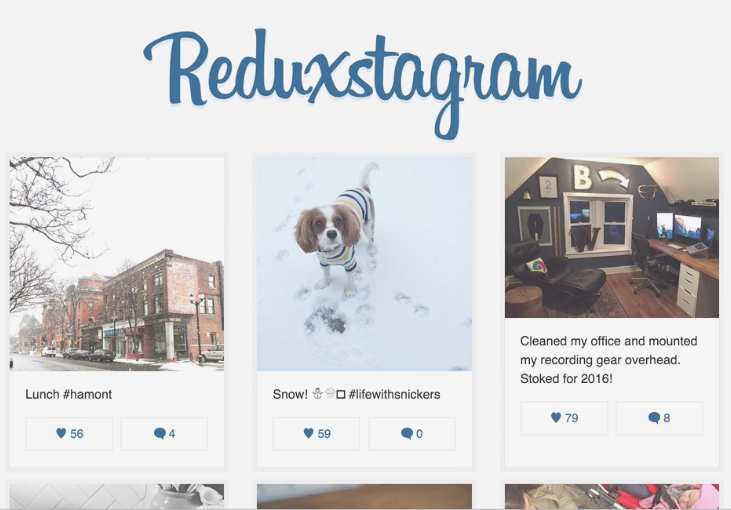 Reduxstagram
B
W
Lunch #hamont
Snow! ☃🌨□ #lifewithsnickers
Cleaned my office and mounted
my recording gear overhead.
Stoked for 2016!
56
4
59
0
79
8